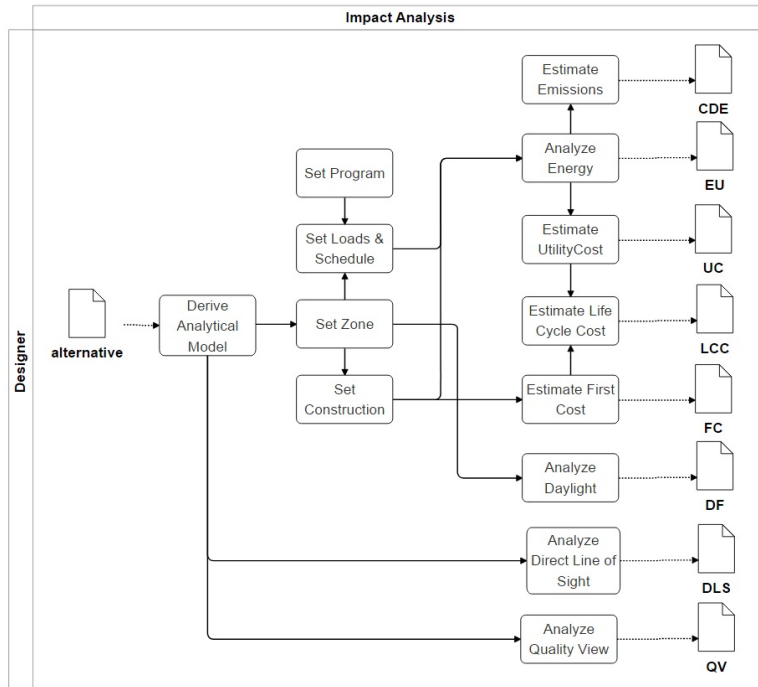 Impact Analysis
Designer
alternative
Derive
Analytical
Model
Set Program
Set Loads &
Schedule
Set Zone
Set
Construction
Estimate
Emissions
Analyze
Energy
Estimate
UtilityCost
Estimate Life
Cycle Cost
Estimate First
Cost
Analyze
Daylight
Analyze
Direct Line of
Sight
Analyze
Quality View
CDE
EU
UC
LCC
FC
DF
DLS
QV